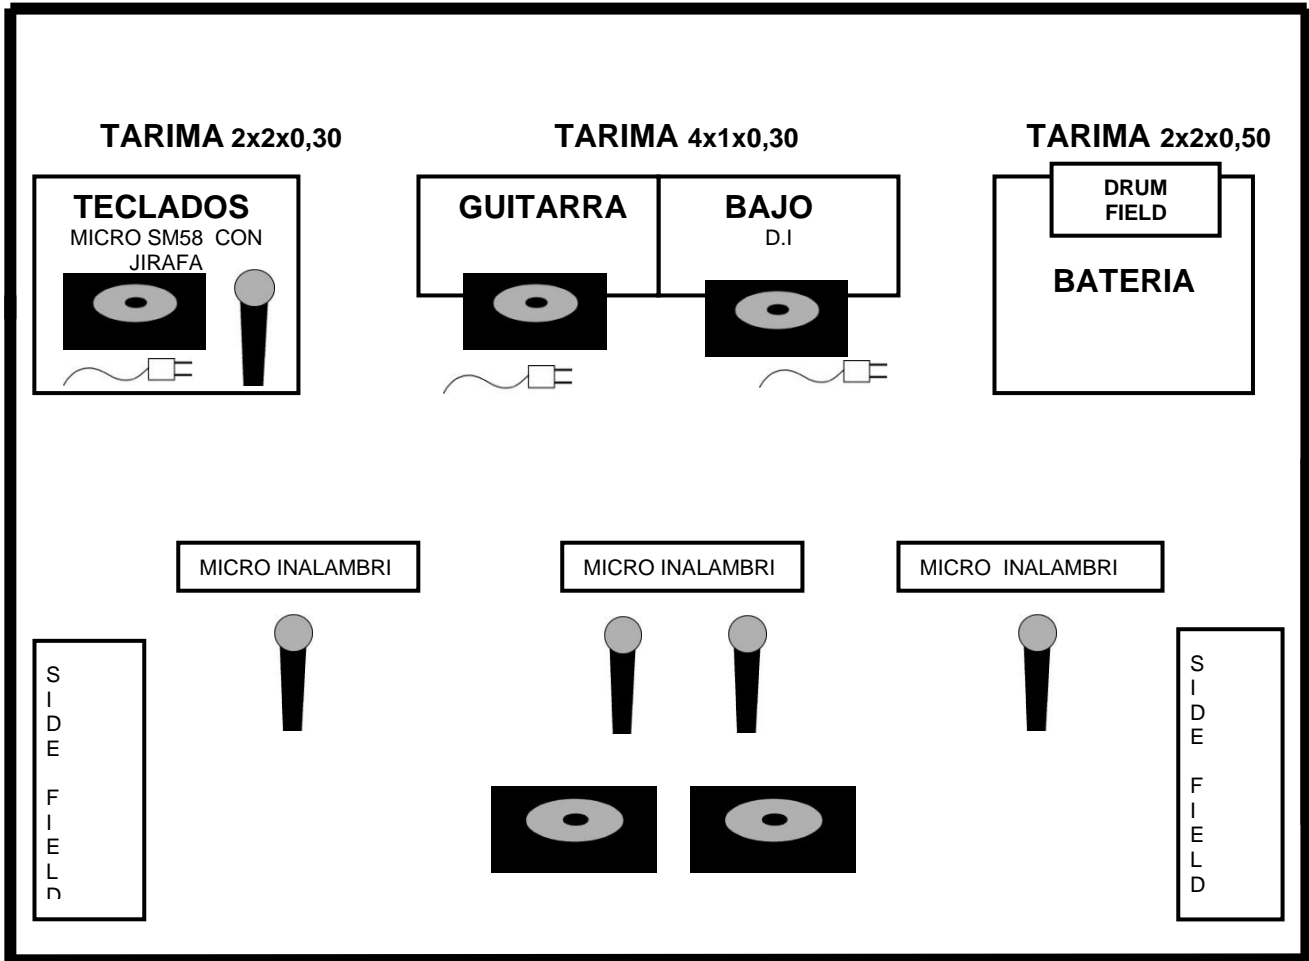 TARIMA 2x2x0,30
TARIMA 4x1x0,30
TARIMA 2x2x0,50
TECLADOS
MICRO SM58 CON
JIRAFA
GUITARRA
BAJO
D.I
DRUM
FIELD
BATERIA
MICRO INALAMBRI
MICRO INALAMBRI
MICRO INALAMBRI
S
I
D
E
F
I
E
L
D
S
I
D
E
F
I
E
L
D